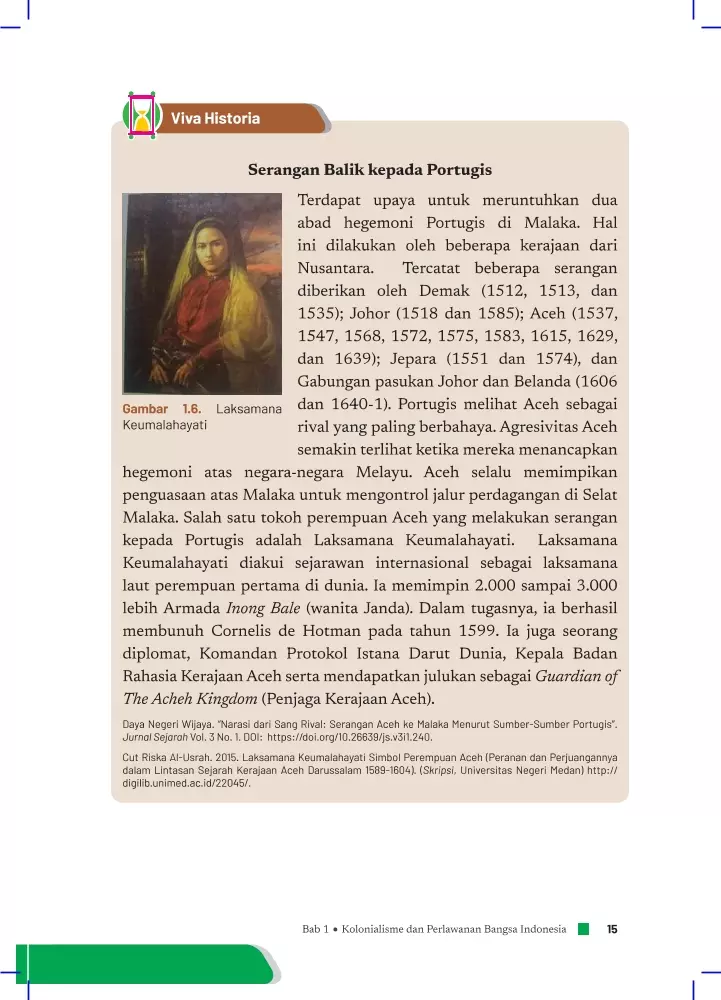 Viva Historia
Serangan Balik kepada Portugis
Terdapat upaya untuk meruntuhkan dua
abad hegemoni Portugis di Malaka. Hal
ini dilakukan oleh beberapa kerajaan dari
Nusantara. Tercatat beberapa serangan
diberikan oleh Demak (1512, 1513, dan
1535); Johor (1518 dan 1585); Aceh (1537,
1547, 1568, 1572, 1575, 1583, 1615, 1629,
dan 1639); Jepara (1551 dan 1574), dan
Gabungan pasukan Johor dan Belanda (1606
dan 1640-1). Portugis melihat Aceh sebagai
rival yang paling berbahaya. Agresivitas Aceh
semakin terlihat ketika mereka menancapkan
Gambar 1.6. Laksamana
Keumalahayati
hegemoni atas negara-negara Melayu. Aceh selalu memimpikan
penguasaan atas Malaka untuk mengontrol jalur perdagangan di Selat
Malaka. Salah satu tokoh perempuan Aceh yang melakukan serangan
kepada Portugis adalah Laksamana Keumalahayati. Laksamana
Keumalahayati diakui sejarawan internasional sebagai laksamana
laut perempuan pertama di dunia. Ia memimpin 2.000 sampai 3.000
lebih Armada Inong Bale (wanita Janda). Dalam tugasnya, ia berhasil
membunuh Cornelis de Hotman pada tahun 1599. Ia juga seorang
diplomat, Komandan Protokol Istana Darut Dunia, Kepala Badan
Rahasia Kerajaan Aceh serta mendapatkan julukan sebagai Guardian of
The Acheh Kingdom (Penjaga Kerajaan Aceh).
Daya Negeri Wijaya. “Narasi dari Sang Rival: Serangan Aceh ke Malaka Menurut Sumber-Sumber Portugis”.
Jurnal Sejarah Vol. 3 No. 1. DOI: https://doi.org/10.26639/js.v3i1.240.
Cut Riska Al-Usrah. 2015. Laksamana Keumalahayati Simbol Perempuan Aceh (Peranan dan Perjuangannya
dalam Lintasan Sejarah Kerajaan Aceh Darussalam 1589-1604). (Skripsi, Universitas Negeri Medan) http://
digilib.unimed.ac.id/22045/.
Bab 1 • Kolonialisme dan Perlawanan Bangsa Indonesia 15